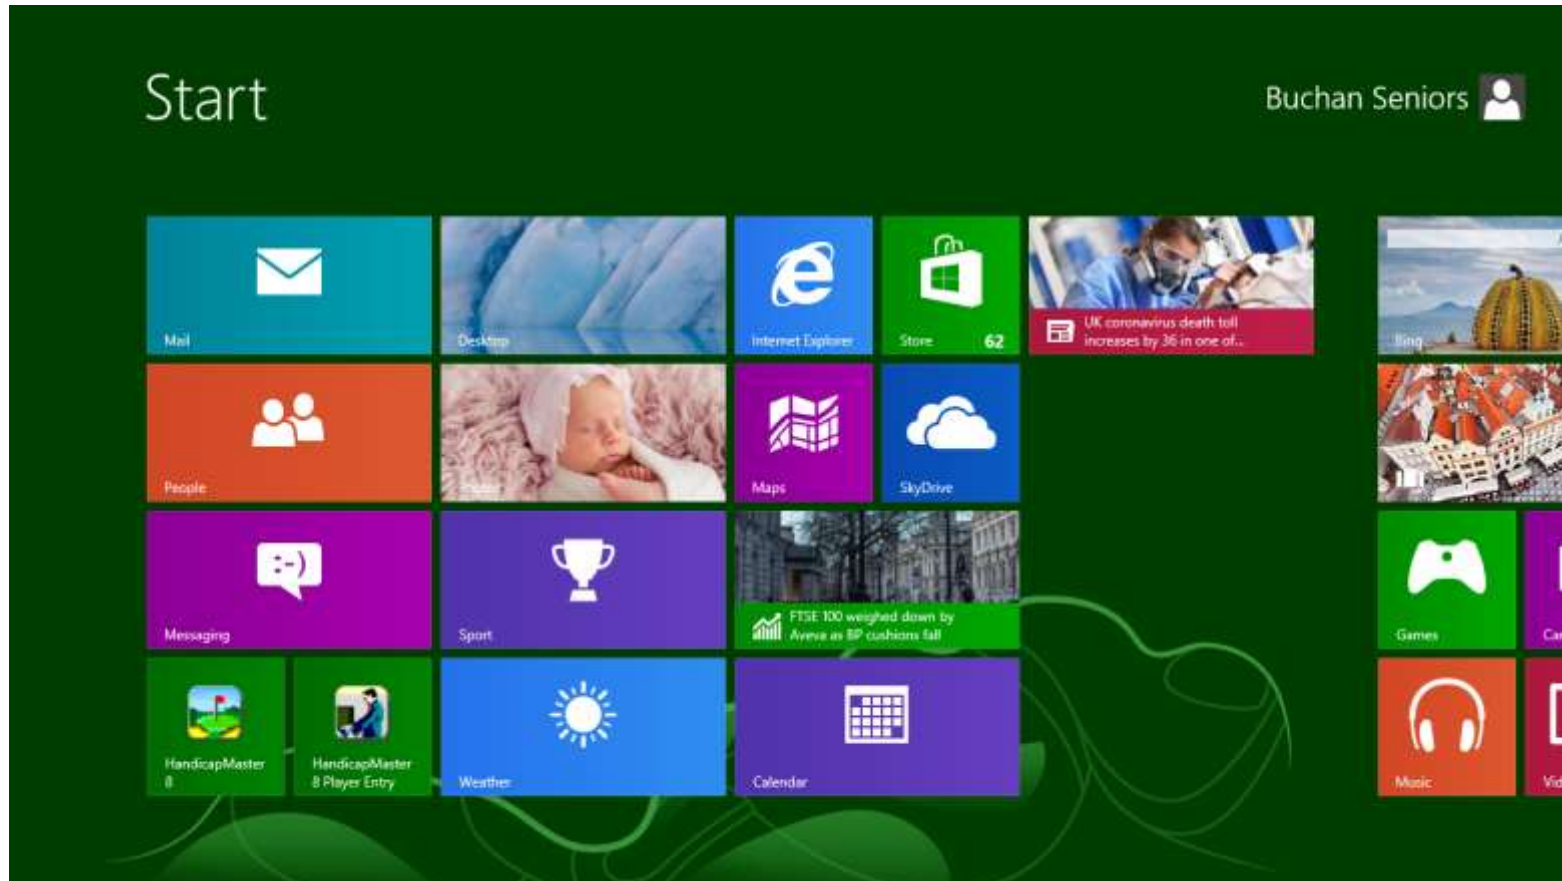 Start
Buchan Seniors
Mail
Desktop
Internet Explorer
Store
62
UK coronavirus death toll
increases by 36 in one of...
Bing
People
Maps
SkyDrive
Messaging
:-)
Sport
FTSE 100 weighed down by
Aveva as BP cushions fall
Games
HandicapMaster
8
HandicapMaster
8 Player Entry
Weather
Calendar
Music